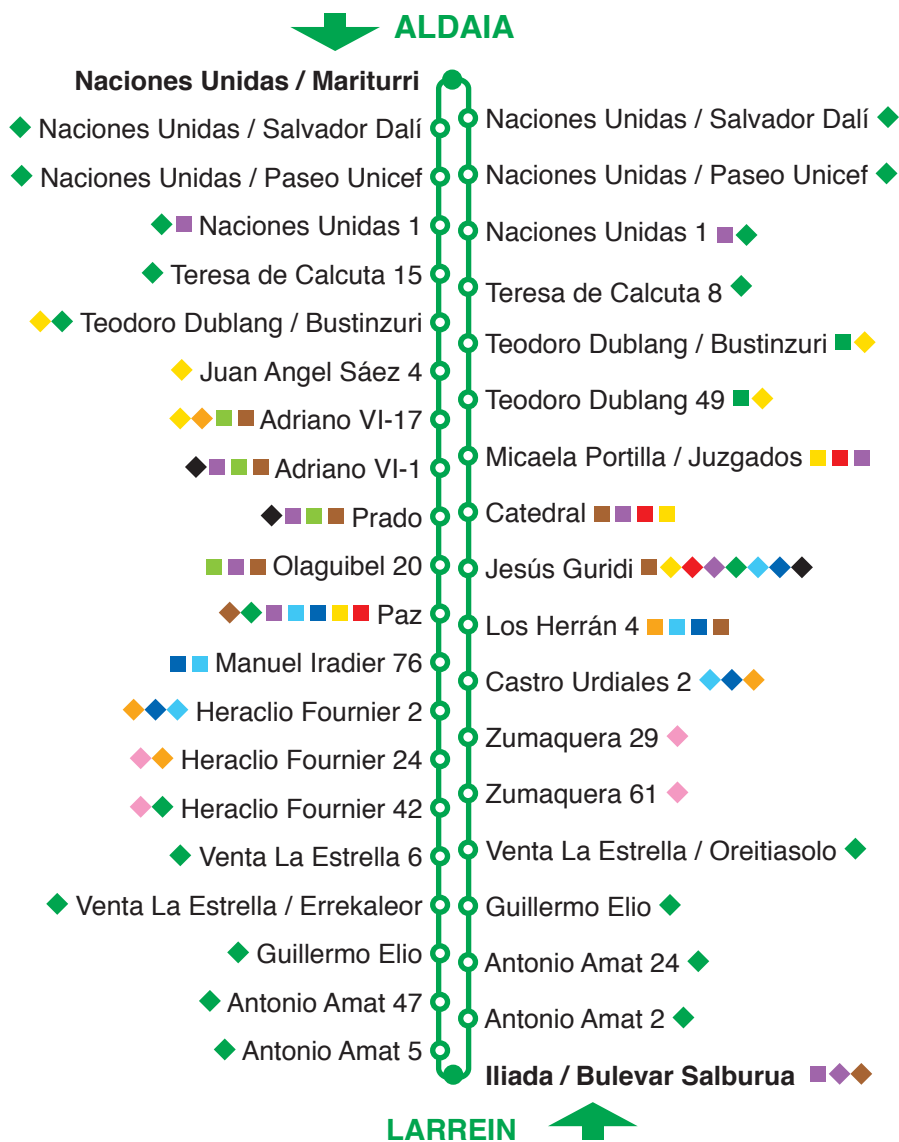 ALDAIA
Naciones Unidas / Mariturri
Naciones Unidas / Salvador Dalí
Naciones Unidas / Paseo Unicef
Naciones Unidas 1
Teresa de Calcuta 15
Teodoro Dublang / Bustinzuri
Juan Angel Sáez 4
Adriano VI-17
Adriano VI-1
Prado
Olaguibel 20
Paz
Manuel Iradier 76
Heraclio Fournier 2
Heraclio Fournier 24
Heraclio Fournier 42
Venta La Estrella 6
Venta La Estrella / Errekaleor
Guillermo Elio
Antonio Amat 47
Antonio Amat 5
Naciones Unidas / Salvador Dalí
Naciones Unidas / Paseo Unicef
Naciones Unidas 1
Teresa de Calcuta 8
Teodoro Dublang / Bustinzuri
Teodoro Dublang 49
Micaela Portilla / Juzgados
Catedral
Jesús Guridi
Los Herrán 4
Castro Urdiales 2
Zumaquera 29
Zumaquera 61
Venta La Estrella / Oreitiasolo
Guillermo Elio
Antonio Amat 24
Antonio Amat 2
Iliada / Bulevar Salburua
LARREIN